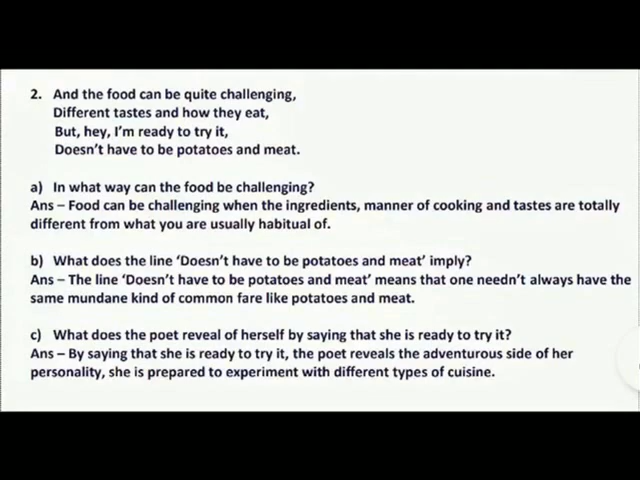 2. And the food can be quite challenging,
Different tastes and how they eat,
But, hey, I'm ready to try it,
Doesn't have to be potatoes and meat.
a) In what way can the food be challenging?
Ans – Food can be challenging when the ingredients, manner of cooking and tastes are totally
different from what you are usually habitual of.
b) What does the line 'Doesn't have to be potatoes and meat' imply?
Ans – The line 'Doesn't have to be potatoes and meat' means that one needn't always have the
same mundane kind of common fare like potatoes and meat.
c) What does the poet reveal of herself by saying that she is ready to try it?
Ans – By saying that she is ready to try it, the poet reveals the adventurous side of her
personality, she is prepared to experiment with different types of cuisine.